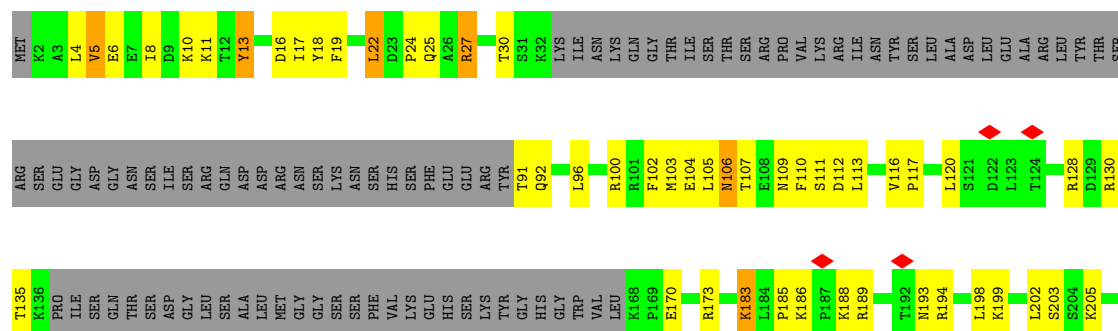 MET K2 A3 L4 V5 E6 E7 I8 D9 K10 K11 T12 Y13 D16 I17 Y18 F19 L22 D23 P24 Q25 A26 R27 T30 S31 K32 LYS ILE ASN LYS GLN GLY THR ILE SER THR SER ARG PRO VAL LYS ARG ILE ASN TYR SER LEU ALA ASP LEU GLU ALA ARG LEU TYR THR SER
ARG SER GLU GLY ASP GLY ASN SER ILE SER ARG GLN ASP ASP ARG ASN SER LYS ASN SER HIS SER PHE GLU GLU ARG TYR T91 Q92 L96 R100 R101 F102 M103 E104 L105 N106 T107 E108 N109 F110 S111 D112 L113 V116 P117 L120 S121 D122 L123 T124 R128 D129 R130
T135 K136 PRO ILE SER GLN THR SER ASP GLY LEU SER ALA LEU MET GLY GLY SER SER PHE VAL LYS GLU HIS SER LYS TYR GLY HIS GLY TRP VAL LEU K168 P169 E170 R173 K183 L184 P185 K186 P187 K188 R189 T192 N193 R194 L198 K199 L202 S203 S204 K205